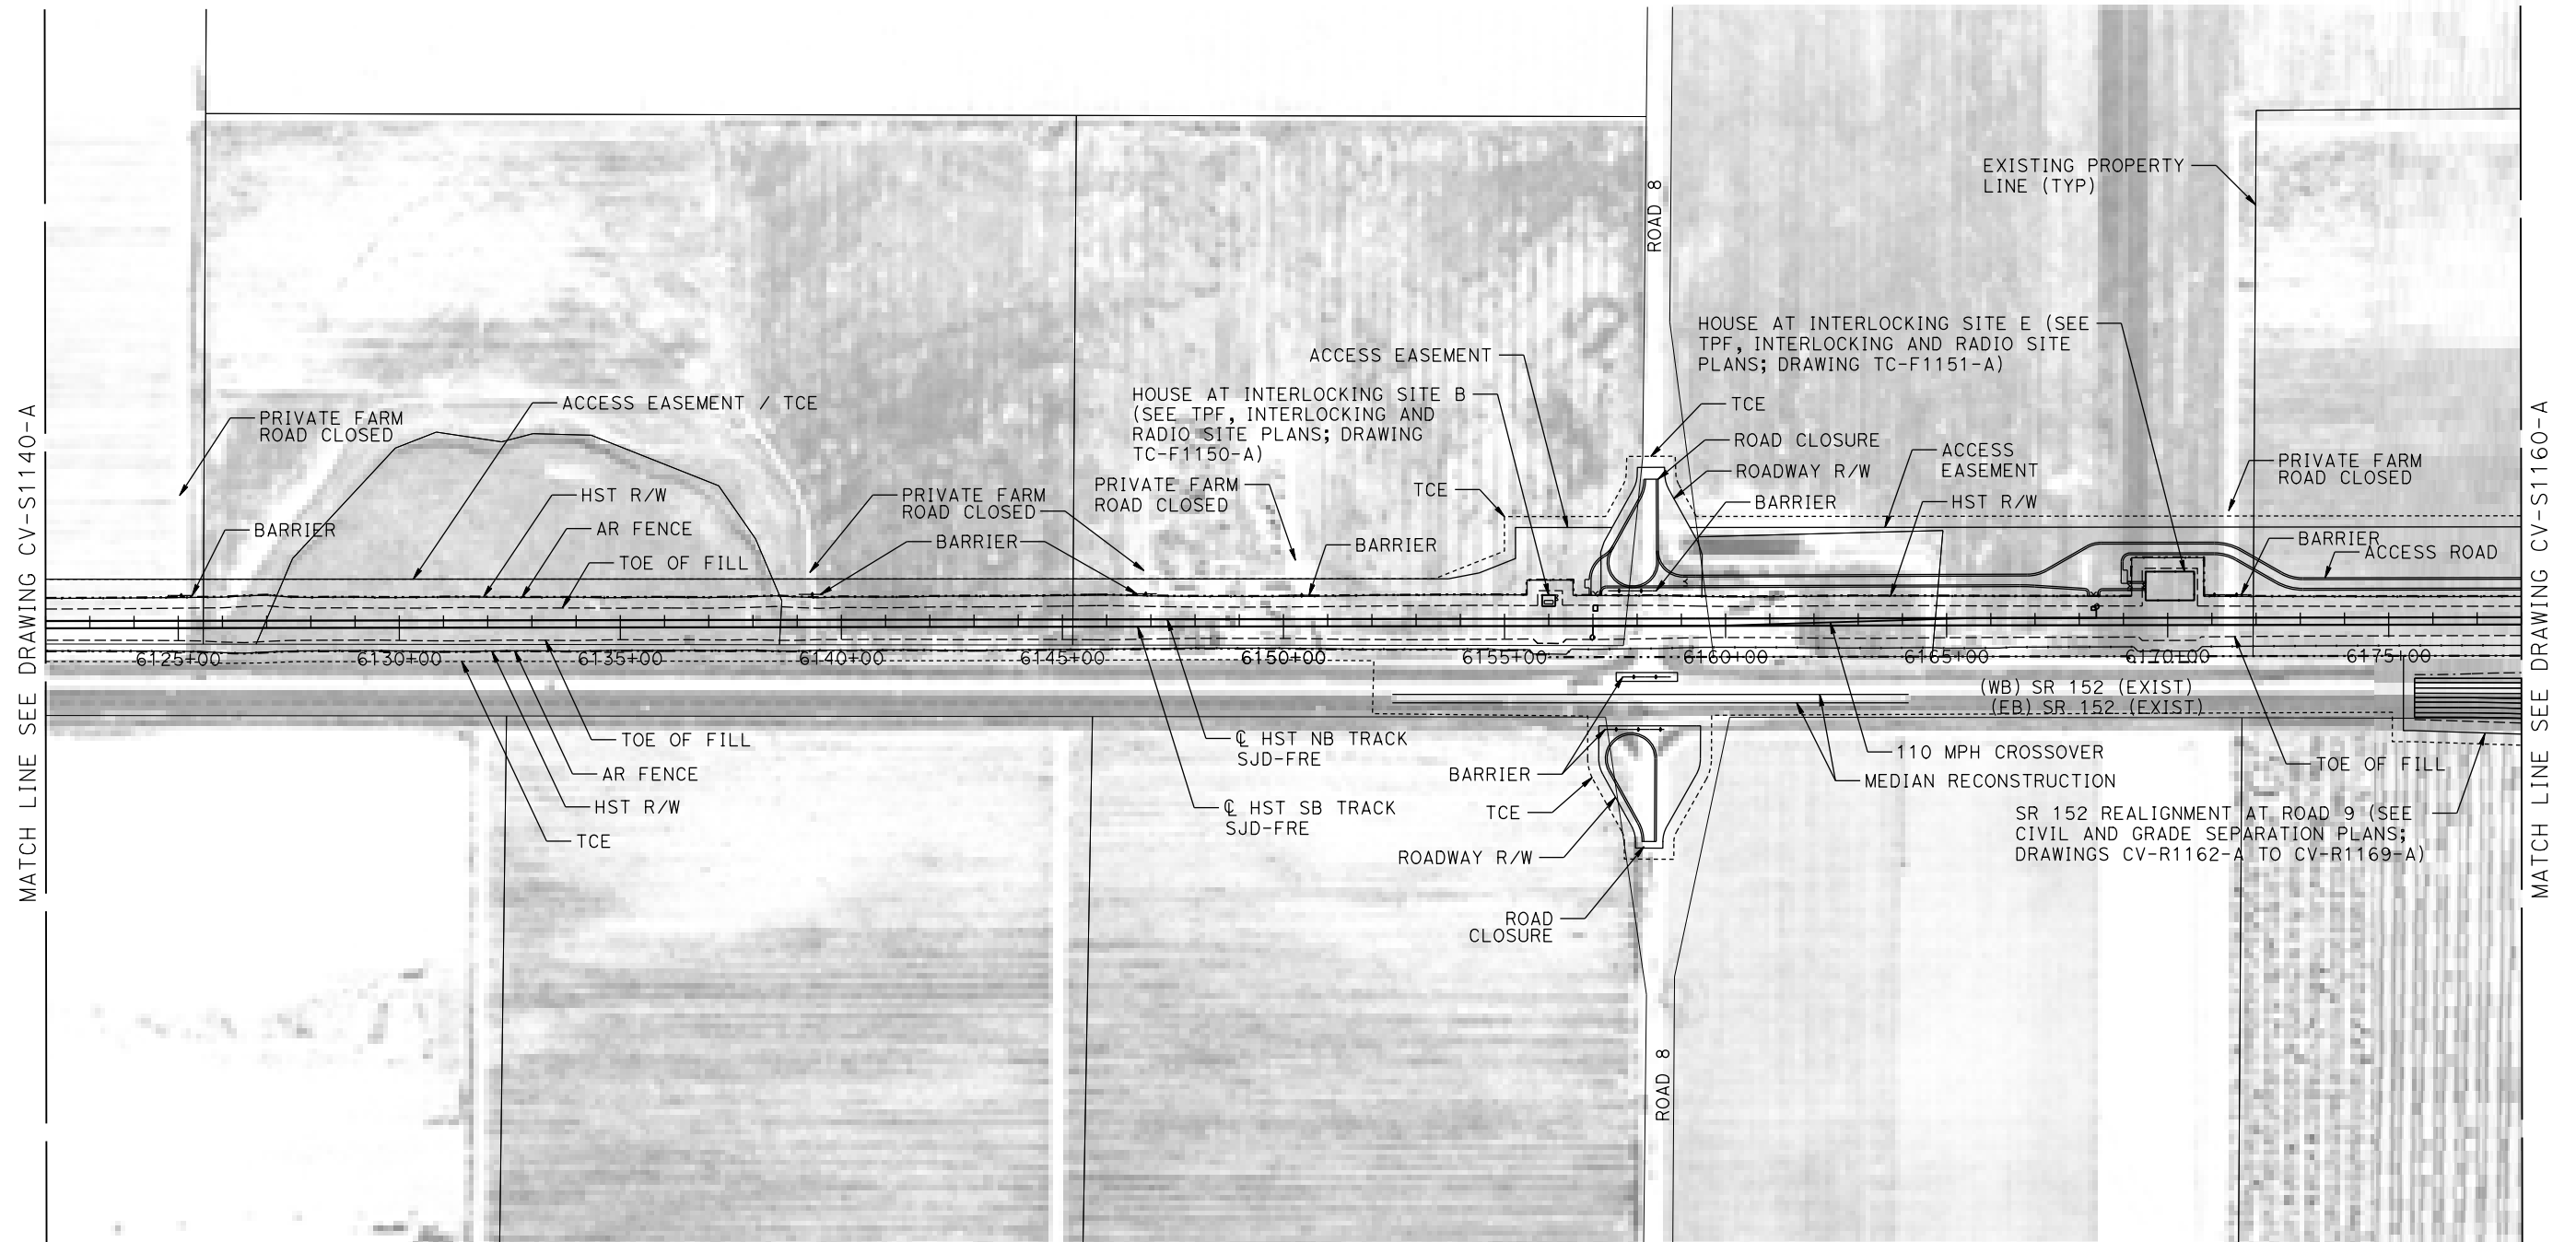 MATCH LINE SEE DRAWING CV-S1140-A
MATCH LINE SEE DRAWING CV-S1160-A
ROAD 8
EXISTING PROPERTY
LINE (TYP)
HOUSE AT INTERLOCKING SITE E (SEE
TPF, INTERLOCKING AND RADIO SITE
PLANS; DRAWING TC-F1151-A)
ACCESS EASEMENT
HOUSE AT INTERLOCKING SITE B
(SEE TPF, INTERLOCKING AND
RADIO SITE PLANS; DRAWING
TC-F1150-A)
ACCESS EASEMENT / TCE
PRIVATE FARM
ROAD CLOSED
TCE
ROAD CLOSURE
ROADWAY R/W
BARRIER
ACCESS
EASEMENT
HST R/W
PRIVATE FARM
ROAD CLOSED
PRIVATE FARM
ROAD CLOSED
TCE
HST R/W
PRIVATE FARM
ROAD CLOSED
BARRIER
AR FENCE
BARRIER
BARRIER
BARRIER
ACCESS ROAD
TOE OF FILL
6125+00
6130+00
6135+00
6140+00
6145+00
6150+00
6155+00
6160+00
6165+00
6170+00
6175+00
(WB) SR 152 (EXIST)
(EB) SR 152 (EXIST)
TOE OF FILL
AR FENCE
HST R/W
TCE
℄ HST NB TRACK
SJD-FRE
℄ HST SB TRACK
SJD-FRE
BARRIER
TCE
ROADWAY R/W
ROAD
CLOSURE
110 MPH CROSSOVER
MEDIAN RECONSTRUCTION
TOE OF FILL
SR 152 REALIGNMENT AT ROAD 9 (SEE
CIVIL AND GRADE SEPARATION PLANS;
DRAWINGS CV-R1162-A TO CV-R1169-A)
ROAD 8